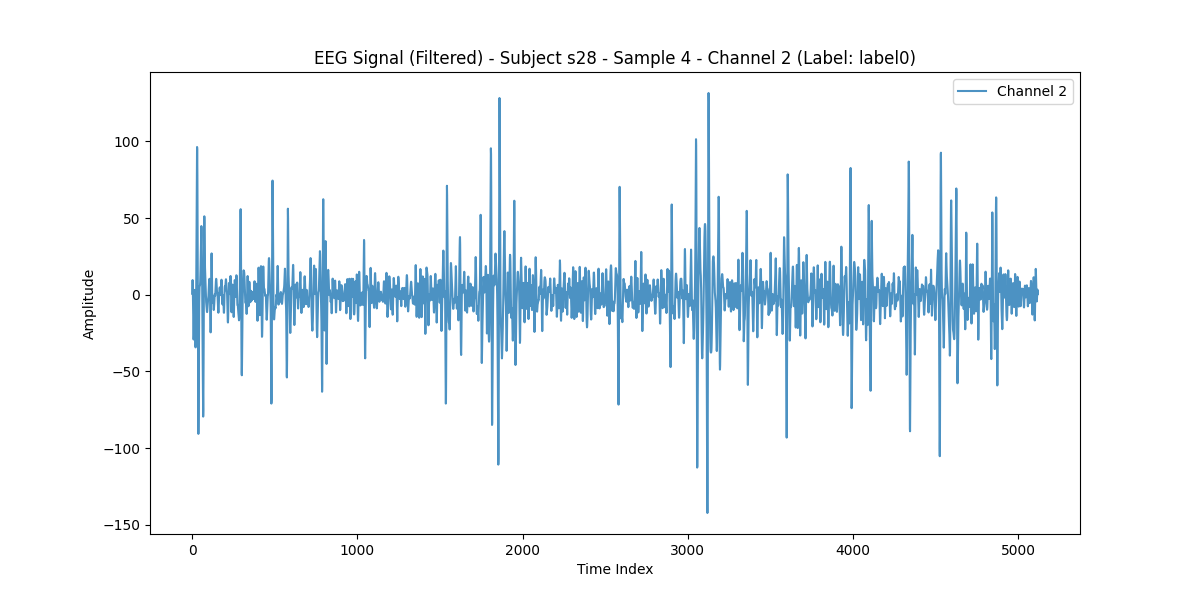 EEG Signal (Filtered) - Subject s28 - Sample 4 - Channel 2 (Label: label0)
Channel 2
100
50
0
−50
−100
−150
Amplitude
0 1000 2000 3000 4000 5000
Time Index